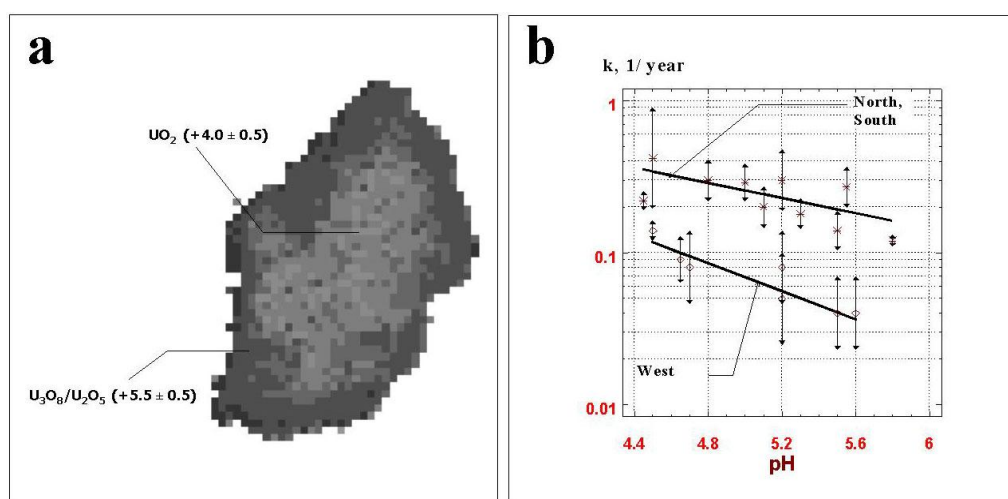 a
UO₂ (+4.0 ± 0.5)
U₃O₈/U₂O₅ (+5.5 ± 0.5)
b
k, 1/ year
1
0.1
0.01
North,
South
West
4.4 4.8 5.2 5.6 6
pH